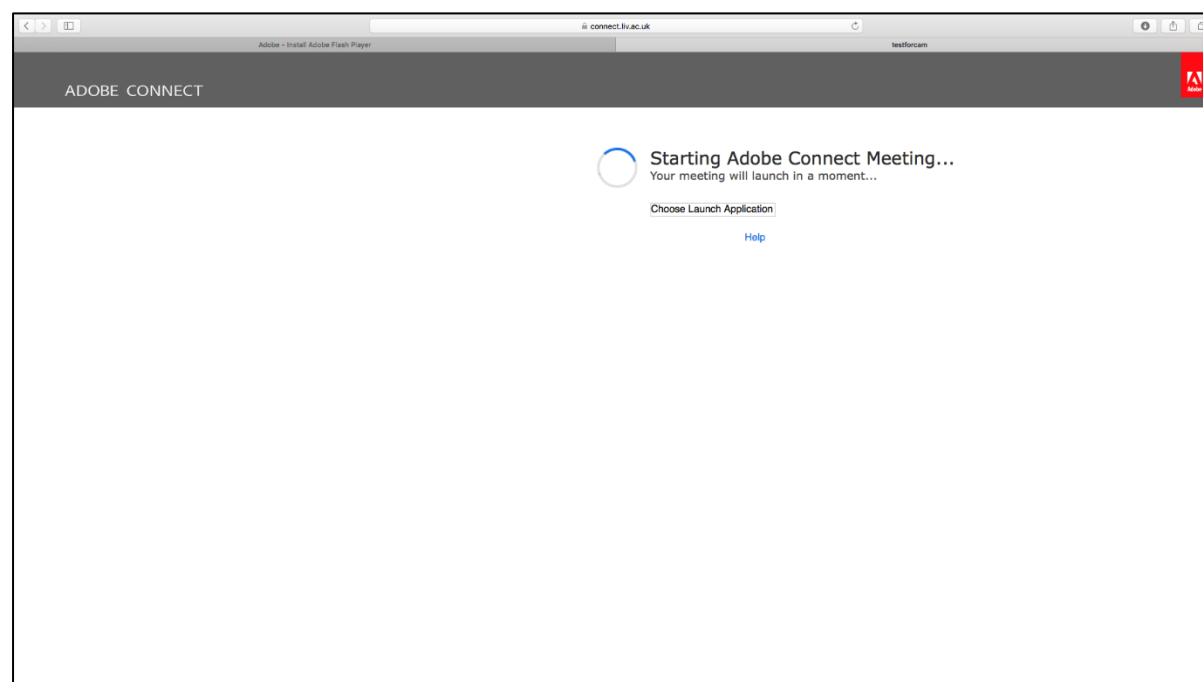 connect.liv.ac.uk
Adobe - Install Adobe Flash Player
testforcam
ADOBE CONNECT
Adobe
Starting Adobe Connect Meeting...
Your meeting will launch in a moment...
Choose Launch Application
Help